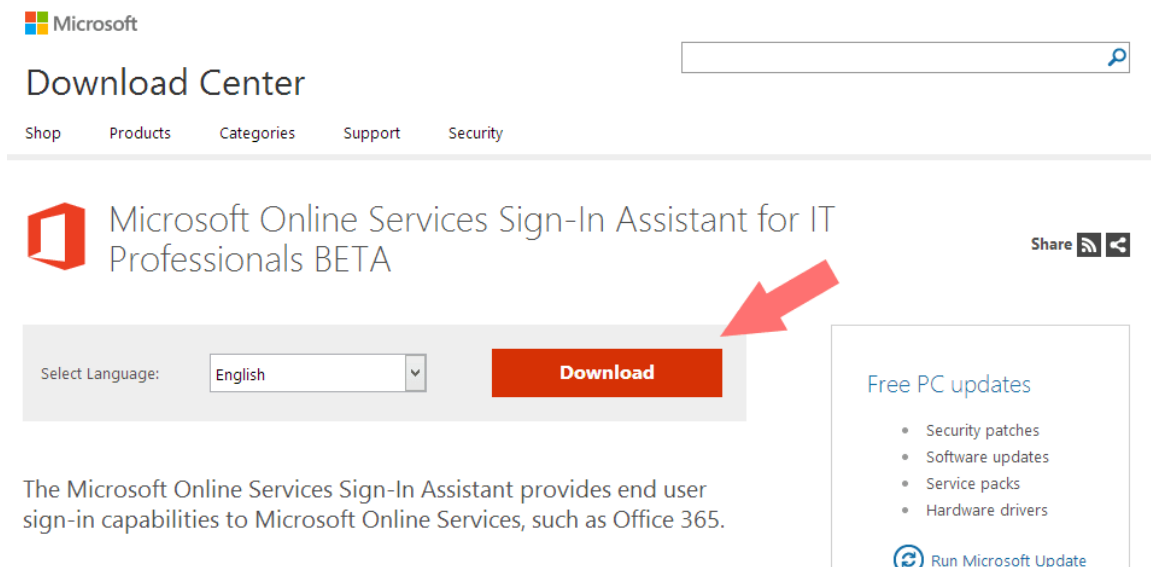 Microsoft
Download Center
Shop Products Categories Support Security
Microsoft Online Services Sign-In Assistant for IT
Professionals BETA
Share
Select Language:
English
Download
The Microsoft Online Services Sign-In Assistant provides end user
sign-in capabilities to Microsoft Online Services, such as Office 365.
Free PC updates
Security patches
Software updates
Service packs
Hardware drivers
Run Microsoft Update